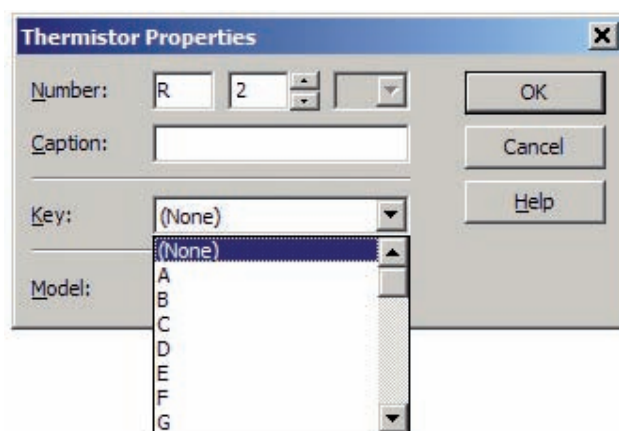 Thermistor Properties
Number: R 2
OK
Caption:
Cancel
Key: (None)
Help
(None)
A
Model:
B
C
D
E
F
G